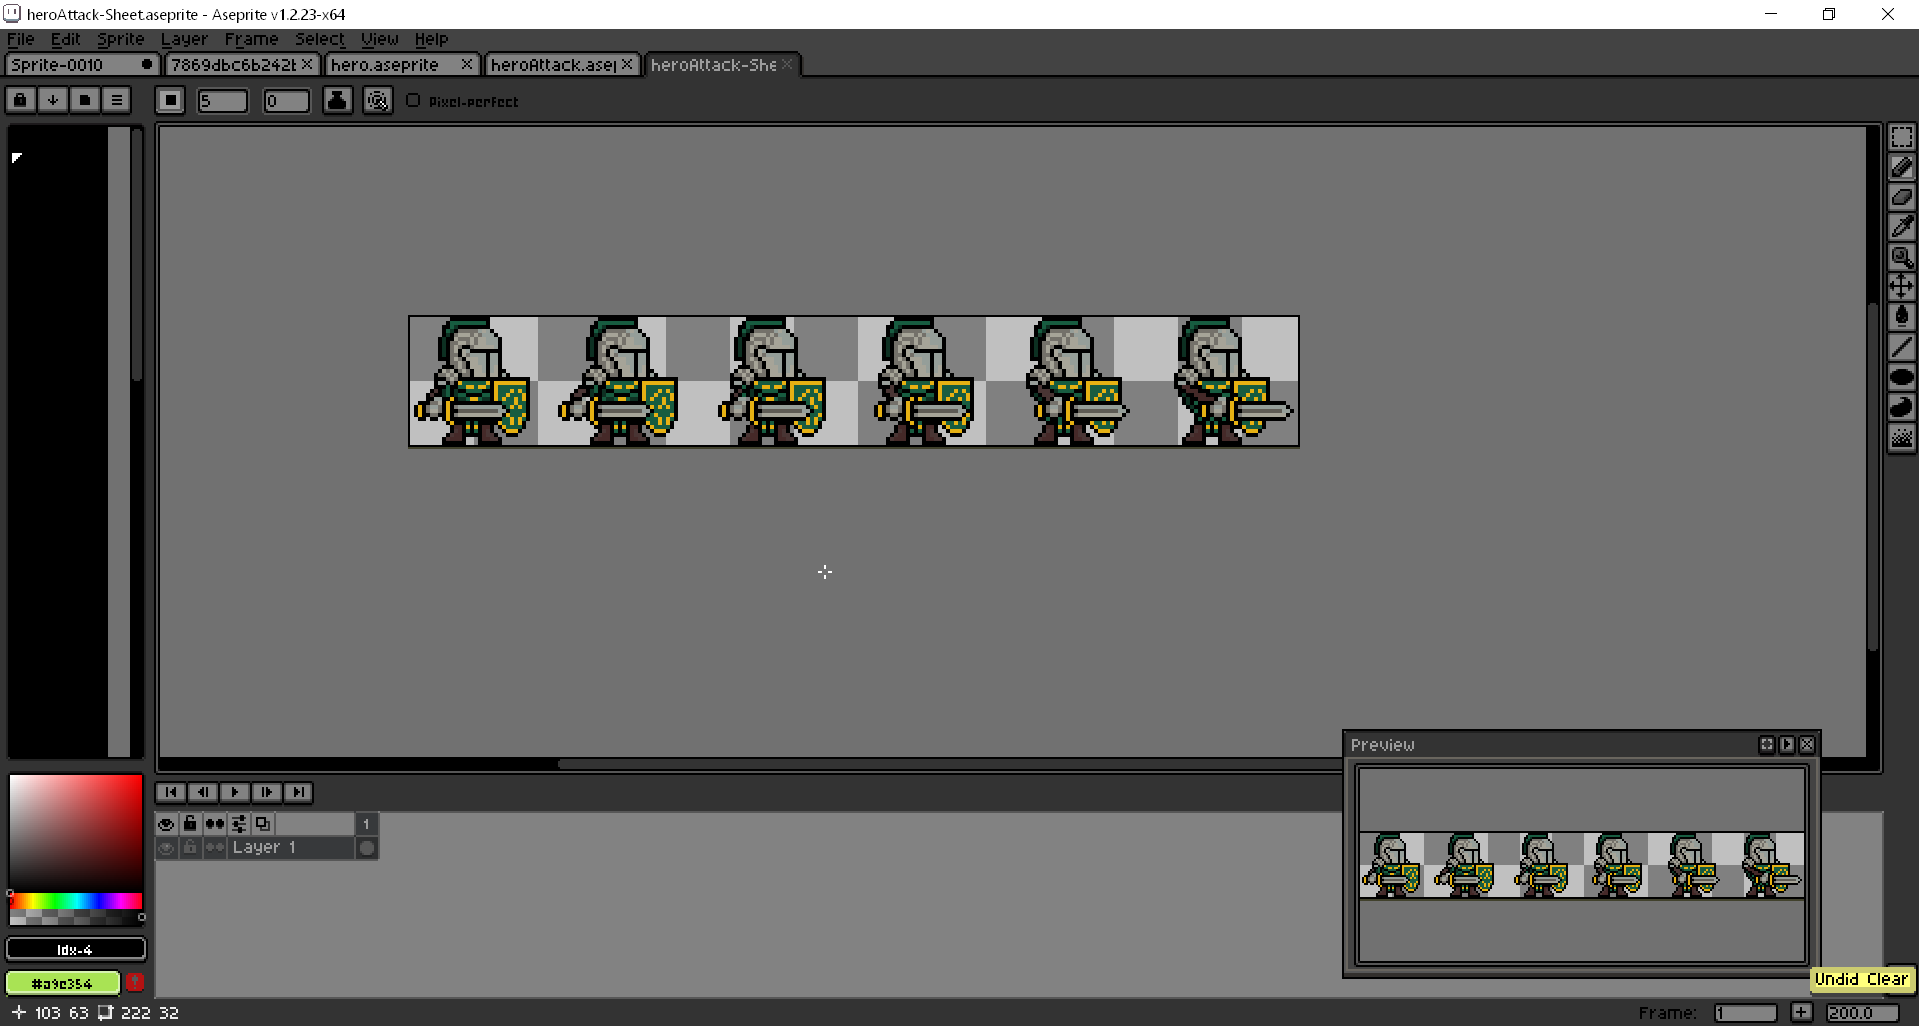 heroAttack-Sheet.aseprite - Aseprite v1.2.23-x64
File Edit Sprite Layer Frame Select View Help
Sprite-0010 7869dbc6b242b hero.aseprite heroAttack.asep heroAttack-She
5 0 Pixel-perfect
Preview
1
Layer 1
Idx-4
#a9e354
Undid Clear
103 63 222 32 Frame: 1 200.0